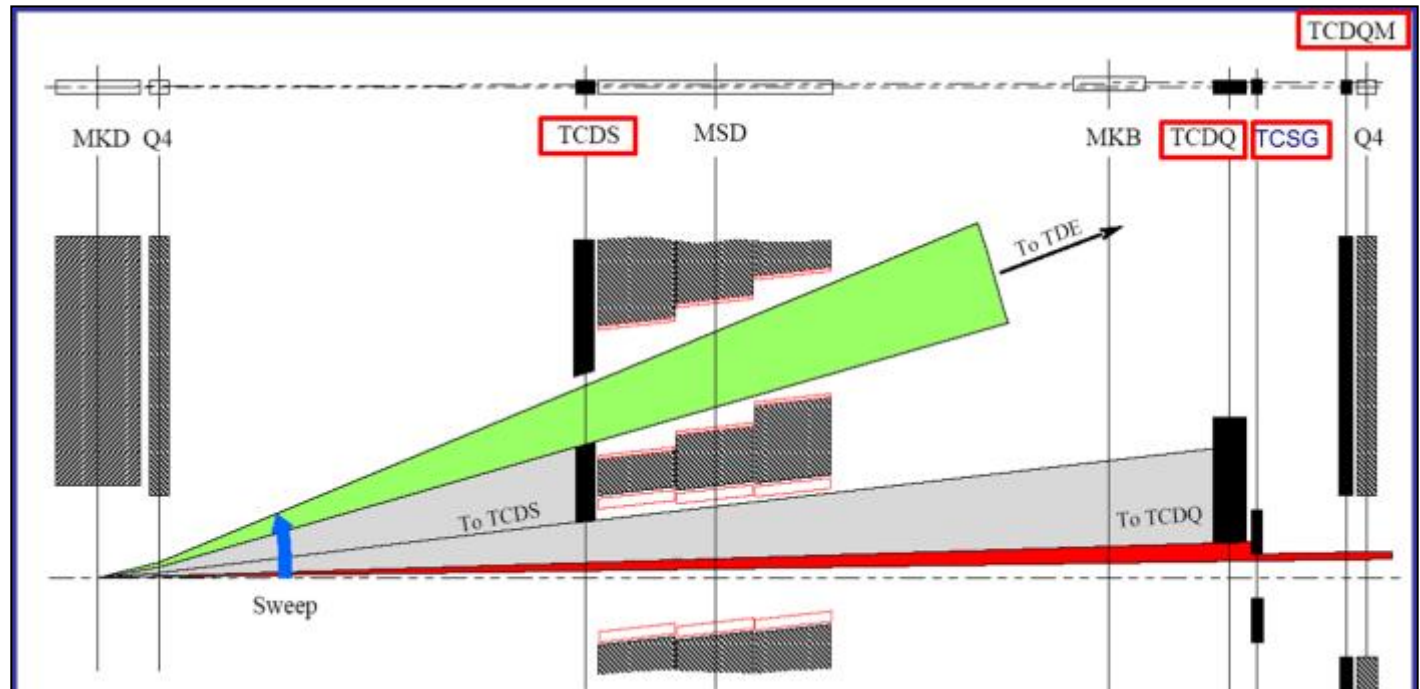 TCDQM
MKD Q4 TCDS MSD MKB TCDQ TCSG Q4
To TDE
To TCDS
To TCDQ
Sweep